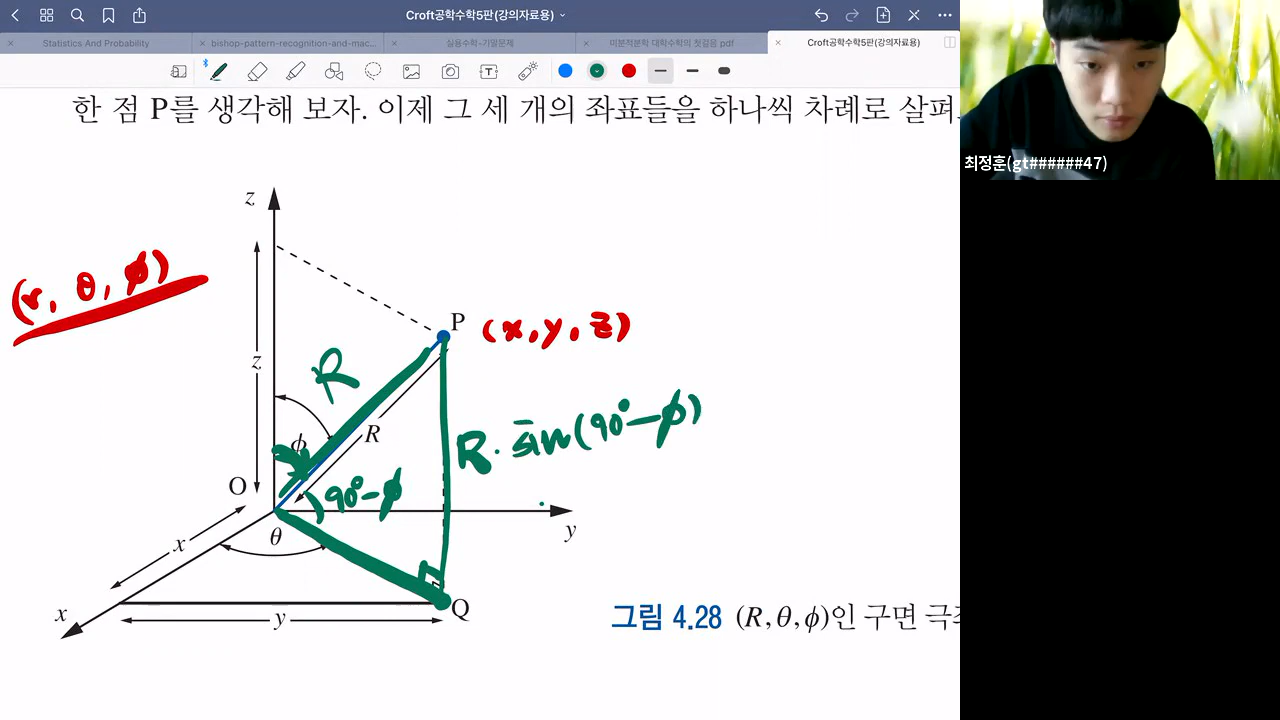 Croft공학수학5판(강의자료용)
Statistics And Probability
bishop-pattern-recognition-and-mac...
실용수학-기말문제
미분적분학 대학수학의 첫걸음.pdf
Croft공학수학5판(강의자료용)
한 점 P를 생각해 보자. 이제 그 세 개의 좌표들을 하나씩 차례로 살펴
최정훈(gt######47)
z
(r, θ, ϕ)
P (x, y, z)
z
R
ϕ
R
R · sin(90°−ϕ)
O
90°−ϕ
θ
y
x
x
Q
y
그림 4.28 (R, θ, ϕ)인 구면 극